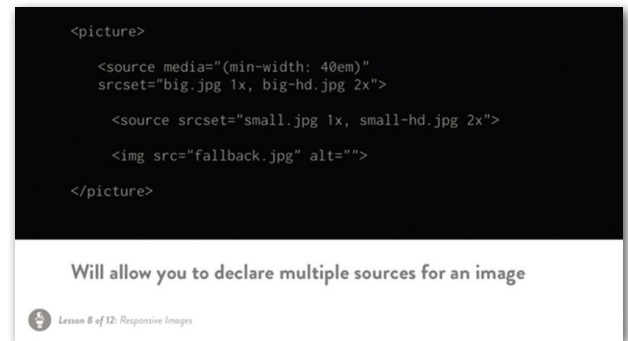 <picture>
<source media="(min-width: 40em)"
srcset="big.jpg 1x, big-hd.jpg 2x">
<source srcset="small.jpg 1x, small-hd.jpg 2x">
<img src="fallback.jpg" alt="">
</picture>
Will allow you to declare multiple sources for an image
Lesson 8 of 12: Responsive Images